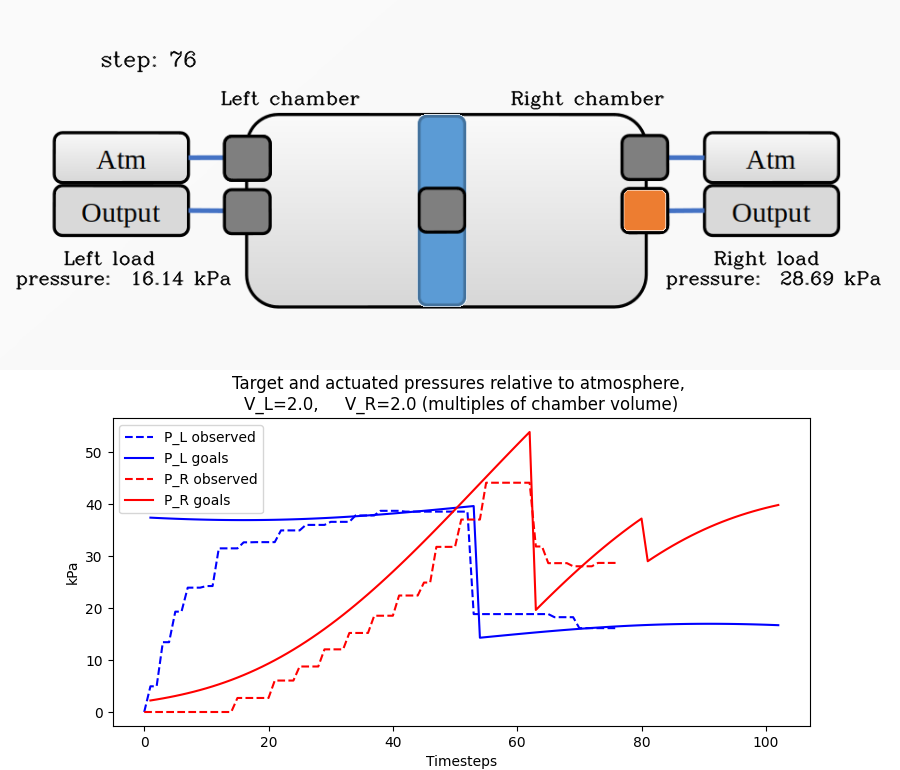 step: 76
Left chamber
Right chamber
Atm
Atm
Output
Output
Left load
pressure: 16.14 kPa
Right load
pressure: 28.69 kPa
Target and actuated pressures relative to atmosphere,
V_L=2.0, V_R=2.0 (multiples of chamber volume)
P_L observed
P_L goals
P_R observed
P_R goals
50
40
30
20
10
0
kPa
0 20 40 60 80 100
Timesteps